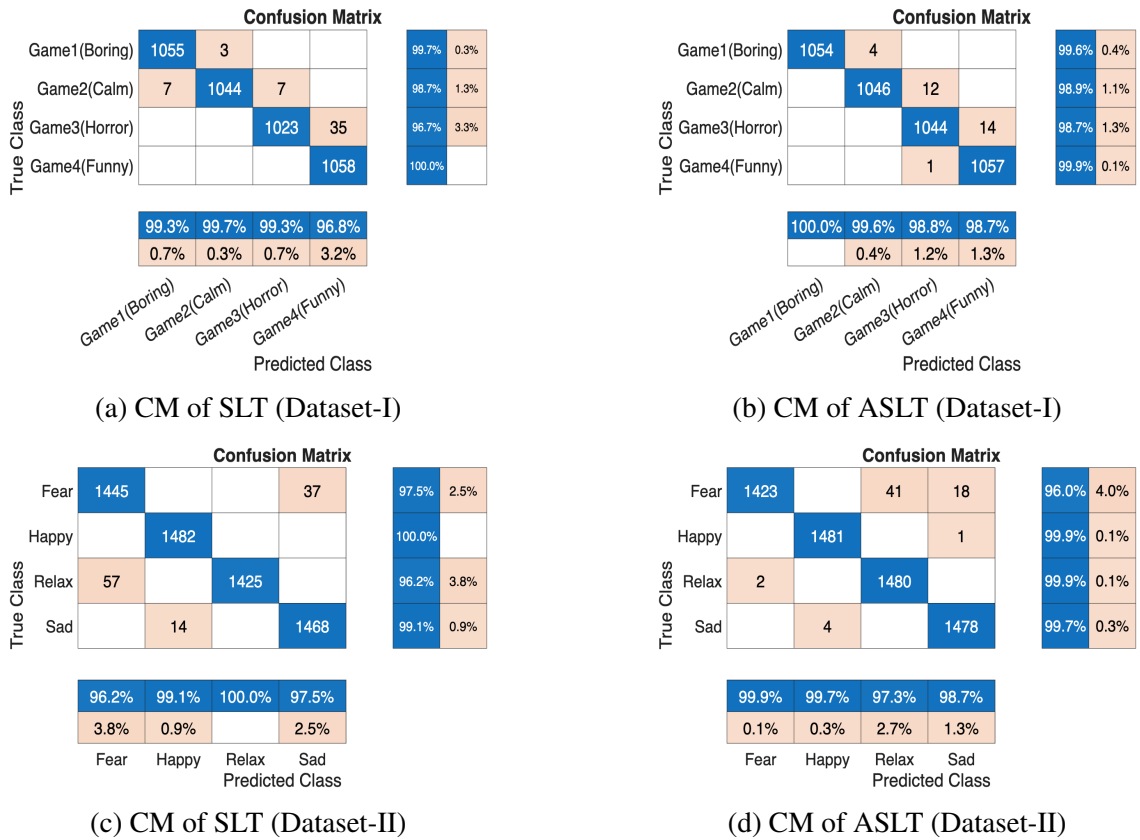 Confusion Matrix
True Class
Game1(Boring) 1055 3 99.7% 0.3%
Game2(Calm) 7 1044 7 98.7% 1.3%
Game3(Horror) 1023 35 96.7% 3.3%
Game4(Funny) 1058 100.0%
99.3% 99.7% 99.3% 96.8%
0.7% 0.3% 0.7% 3.2%
Game1(Boring) Game2(Calm) Game3(Horror) Game4(Funny)
Predicted Class
(a) CM of SLT (Dataset-I)
Confusion Matrix
True Class
Game1(Boring) 1054 4 99.6% 0.4%
Game2(Calm) 1046 12 98.9% 1.1%
Game3(Horror) 1044 14 98.7% 1.3%
Game4(Funny) 1 1057 99.9% 0.1%
100.0% 99.6% 98.8% 98.7%
0.4% 1.2% 1.3%
Game1(Boring) Game2(Calm) Game3(Horror) Game4(Funny)
Predicted Class
(b) CM of ASLT (Dataset-I)
Confusion Matrix
True Class
Fear 1445 37 97.5% 2.5%
Happy 1482 100.0%
Relax 57 1425 96.2% 3.8%
Sad 14 1468 99.1% 0.9%
96.2% 99.1% 100.0% 97.5%
3.8% 0.9% 2.5%
Fear Happy Relax Sad
Predicted Class
(c) CM of SLT (Dataset-II)
Confusion Matrix
True Class
Fear 1423 41 18 96.0% 4.0%
Happy 1481 1 99.9% 0.1%
Relax 2 1480 99.9% 0.1%
Sad 4 1478 99.7% 0.3%
99.9% 99.7% 97.3% 98.7%
0.1% 0.3% 2.7% 1.3%
Fear Happy Relax Sad
Predicted Class
(d) CM of ASLT (Dataset-II)